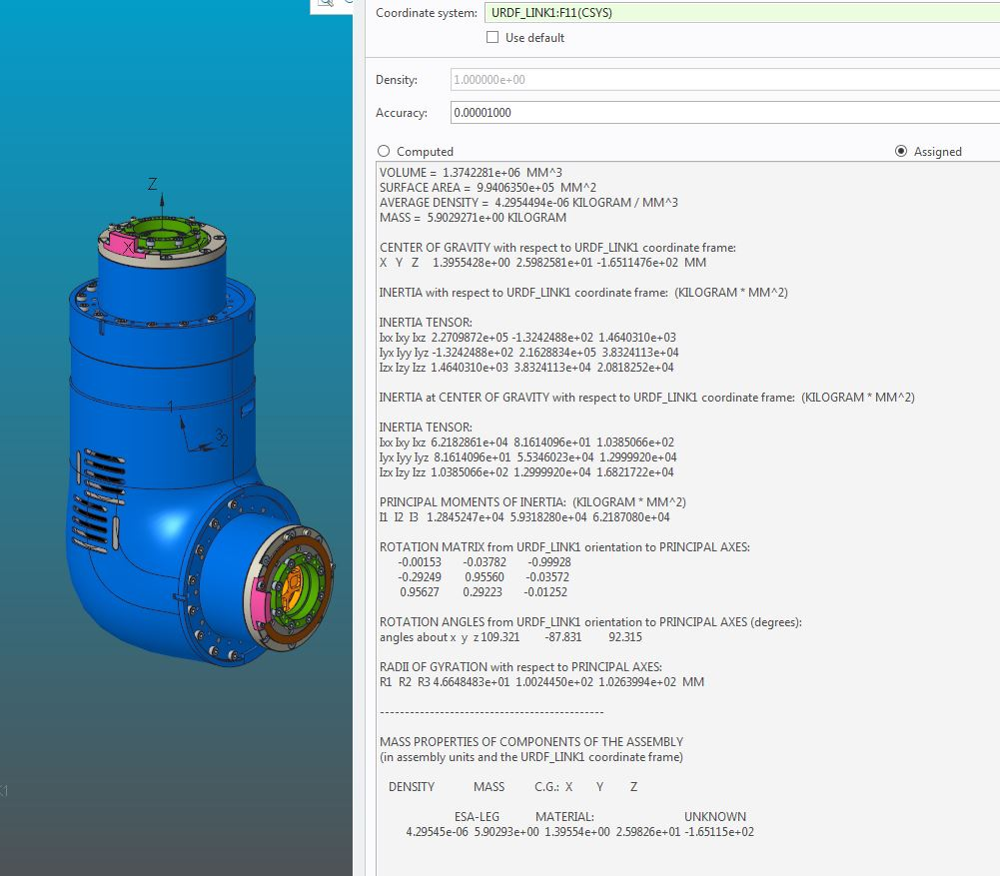 Coordinate system: URDF_LINK1:F11(CSYS)
Use default
Density: 1.000000e+00
Accuracy: 0.00001000
Computed Assigned
VOLUME = 1.3742281e+06 MM^3
SURFACE AREA = 9.9406350e+05 MM^2
AVERAGE DENSITY = 4.2954494e-06 KILOGRAM / MM^3
MASS = 5.9029271e+00 KILOGRAM
CENTER OF GRAVITY with respect to URDF_LINK1 coordinate frame:
X Y Z 1.3955428e+00 2.5982581e+01 -1.6511476e+02 MM
INERTIA with respect to URDF_LINK1 coordinate frame: (KILOGRAM * MM^2)
INERTIA TENSOR:
Ixx Ixy Ixz 2.2709872e+05 -1.3242488e+02 1.4640310e+03
Iyx Iyy Iyz -1.3242488e+02 2.1628834e+05 3.8324113e+04
Izx Izy Izz 1.4640310e+03 3.8324113e+04 2.0818252e+04
INERTIA at CENTER OF GRAVITY with respect to URDF_LINK1 coordinate frame: (KILOGRAM * MM^2)
INERTIA TENSOR:
Ixx Ixy Ixz 6.2182861e+04 8.1614096e+01 1.0385066e+02
Iyx Iyy Iyz 8.1614096e+01 5.5346023e+04 1.2999920e+04
Izx Izy Izz 1.0385066e+02 1.2999920e+04 1.6821722e+04
PRINCIPAL MOMENTS OF INERTIA: (KILOGRAM * MM^2)
I1 I2 I3 1.2845247e+04 5.9318280e+04 6.2187080e+04
ROTATION MATRIX from URDF_LINK1 orientation to PRINCIPAL AXES:
-0.00153 -0.03782 -0.99928
-0.29249 0.95560 -0.03572
0.95627 0.29223 -0.01252
ROTATION ANGLES from URDF_LINK1 orientation to PRINCIPAL AXES (degrees):
angles about x y z 109.321 -87.831 92.315
RADII OF GYRATION with respect to PRINCIPAL AXES:
R1 R2 R3 4.6648483e+01 1.0024450e+02 1.0263994e+02 MM
---------------------------------------------
MASS PROPERTIES OF COMPONENTS OF THE ASSEMBLY
(in assembly units and the URDF_LINK1 coordinate frame)
DENSITY MASS C.G.: X Y Z
ESA-LEG MATERIAL: UNKNOWN
4.29545e-06 5.90293e+00 1.39554e+00 2.59826e+01 -1.65115e+02
Z
X
1
3
2